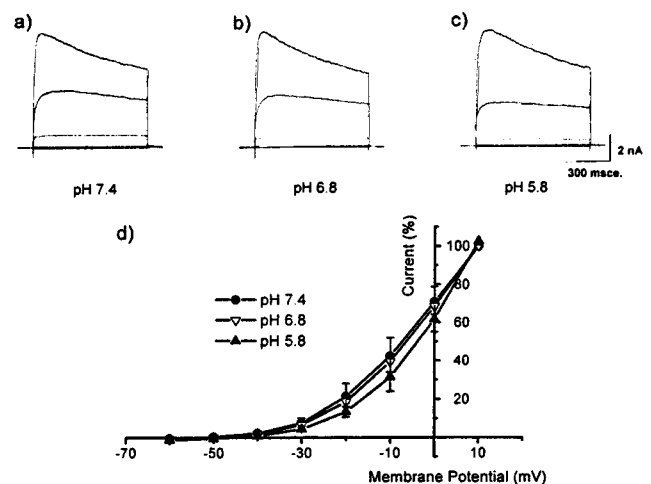 a)
b)
c)
2 nA
300 msce.
pH 7.4
pH 6.8
pH 5.8
d)
Current (%)
100
80
60
40
20
pH 7.4
pH 6.8
pH 5.8
-70
-50
-30
-10
10
Membrane Potential (mV)